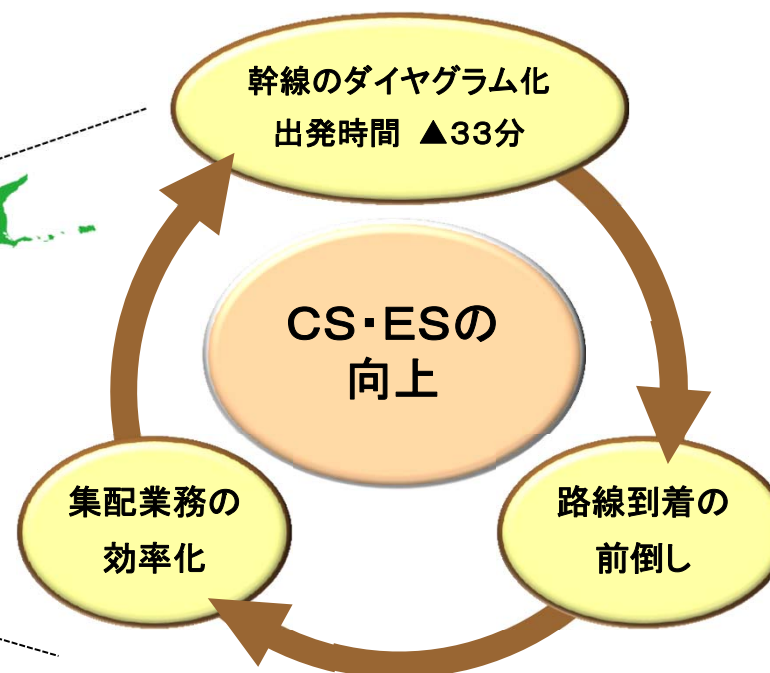 幹線のダイヤグラム化
出発時間 ▲33分
CS・ESの
向上
集配業務の
効率化
路線到着の
前倒し